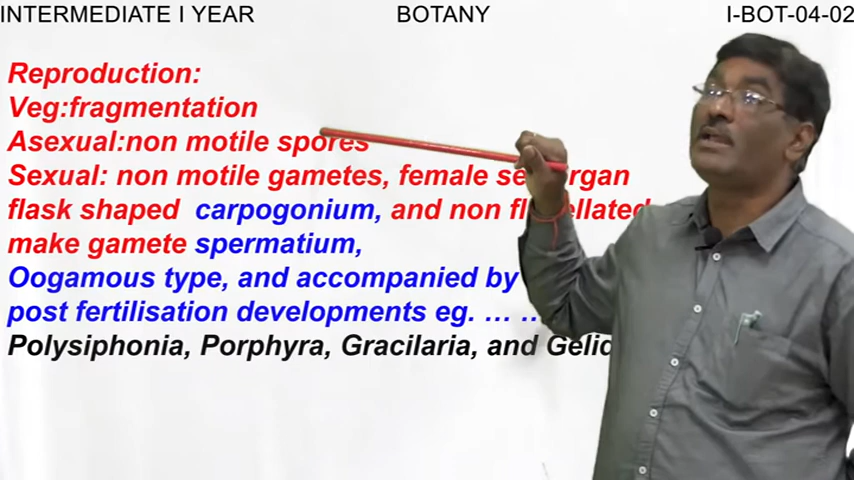 INTERMEDIATE I YEAR BOTANY I-BOT-04-02
Reproduction:
Veg:fragmentation
Asexual:non motile spores
Sexual: non motile gametes, female
flask shaped carpogonium, and non
make gamete spermatium,
Oogamous type, and accompanied by
post fertilisation developments eg. … ..
Polysiphonia, Porphyra, Gracilaria, and